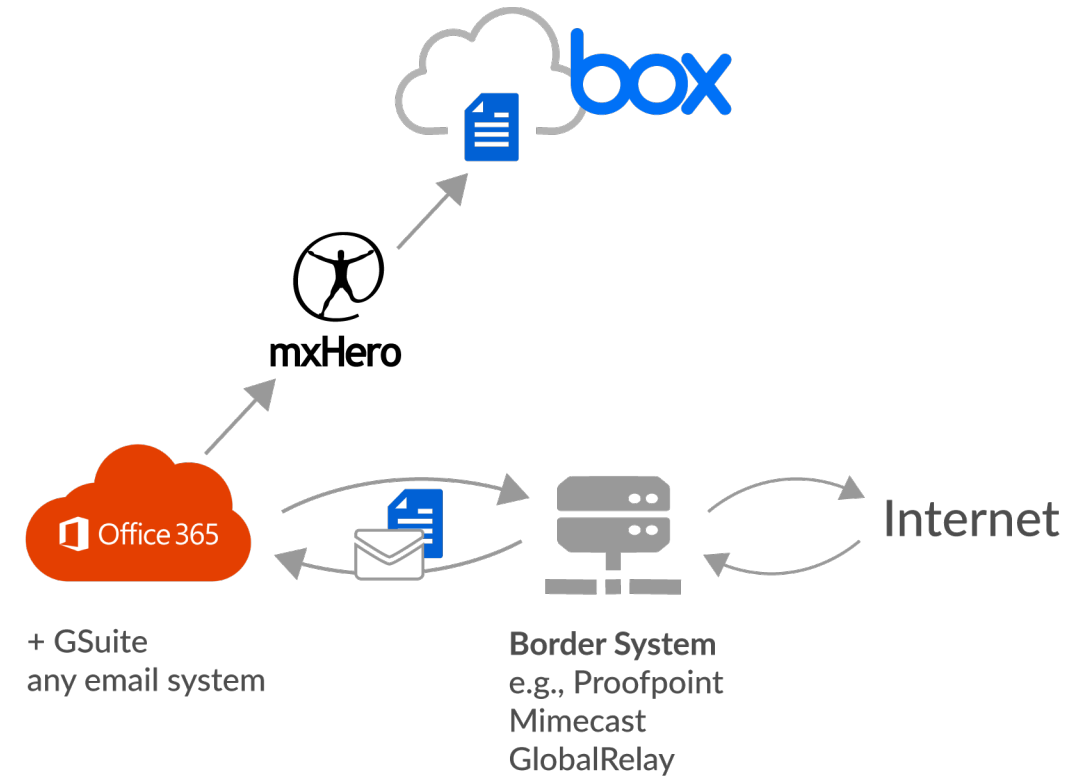 box
mxHero
Office 365
Internet
+ GSuite
any email system
Border System
e.g., Proofpoint
Mimecast
GlobalRelay